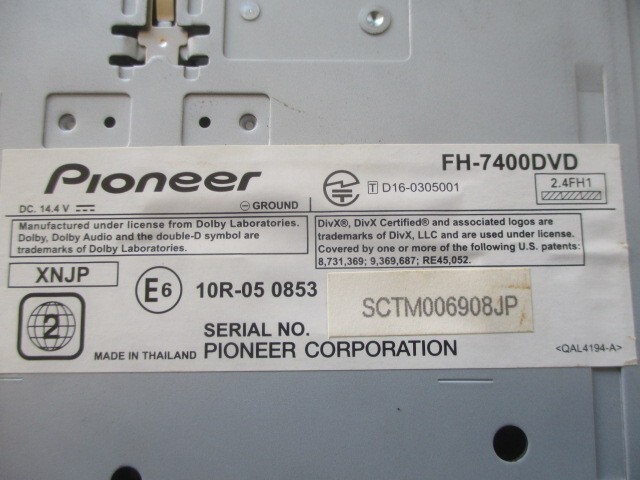 Pioneer
FH-7400DVD
DC. 14.4 V
GROUND
T D16-0305001
2.4FH1
Manufactured under license from Dolby Laboratories.
Dolby, Dolby Audio and the double-D symbol are
trademarks of Dolby Laboratories.
DivX®, DivX Certified® and associated logos are
trademarks of DivX, LLC and are used under license.
Covered by one or more of the following U.S. patents:
8,731,369; 9,369,687; RE45,052.
XNJP
E6
10R-05 0853
SCTM006908JP
2
SERIAL NO.
MADE IN THAILAND
PIONEER CORPORATION
<QAL4194-A>